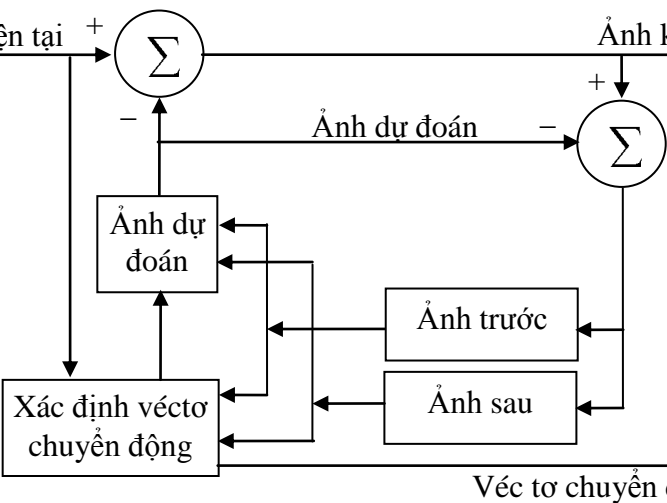 tại +
Σ
Ảnh
+
−
Ảnh dự đoán
−
Σ
Ảnh dự
đoán
Ảnh trước
Ảnh sau
Xác định véctơ
chuyển động
Véc tơ chuyển